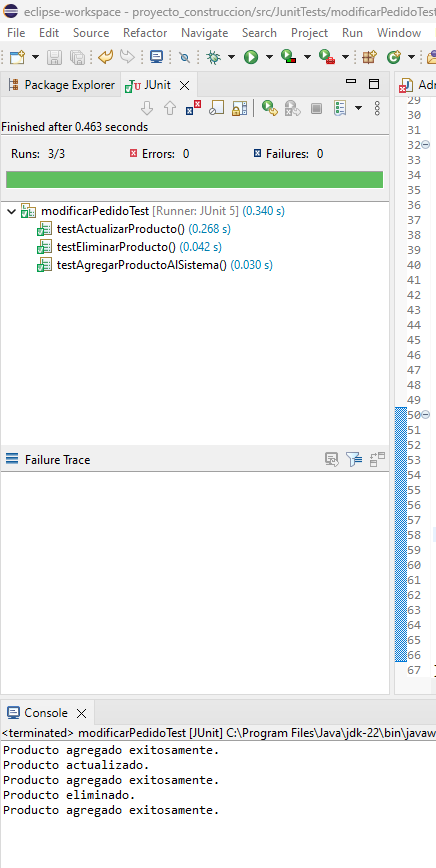 eclipse-workspace - proyecto_construccion/src/JunitTests/modificarPedidoTest
File Edit Source Refactor Navigate Search Project Run Window
Package Explorer JUnit
Finished after 0.463 seconds
Runs: 3/3 Errors: 0 Failures: 0
modificarPedidoTest [Runner: JUnit 5] (0.340 s)
testActualizarProducto() (0.268 s)
testEliminarProducto() (0.042 s)
testAgregarProductoAlSistema() (0.030 s)
Failure Trace
29
30
31
32
33
34
35
36
37
38
39
40
41
42
43
44
45
46
47
48
49
50
51
52
53
54
55
56
57
58
59
60
61
62
63
64
65
66
67
Console
<terminated> modificarPedidoTest [JUnit] C:\Program Files\Java\jdk-22\bin\javaw
Producto agregado exitosamente.
Producto actualizado.
Producto agregado exitosamente.
Producto eliminado.
Producto agregado exitosamente.